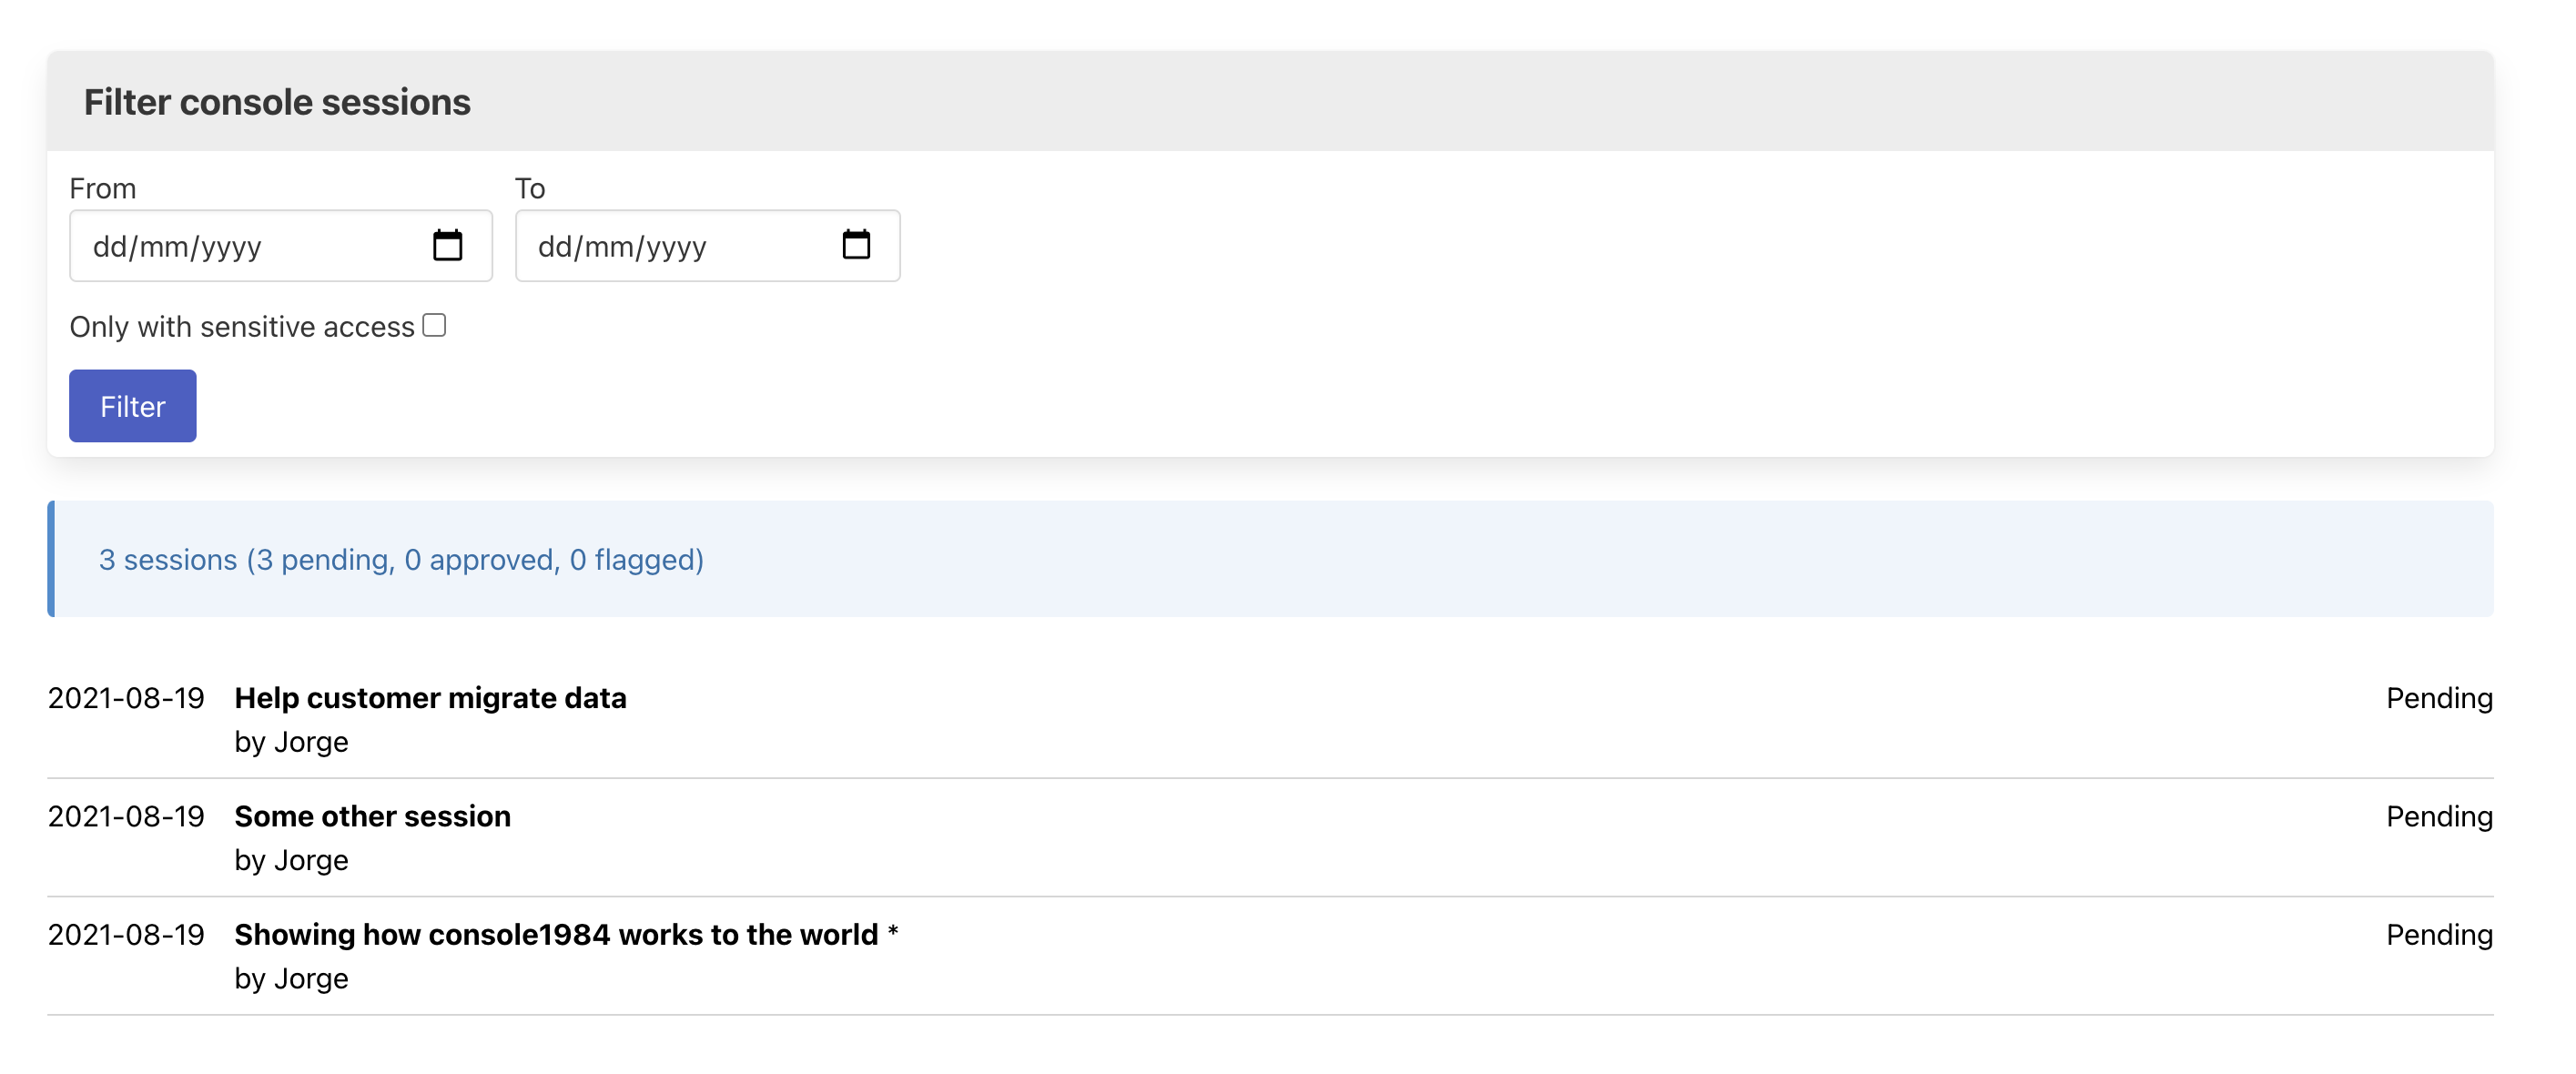 Filter console sessions
From To
dd/mm/yyyy dd/mm/yyyy
Only with sensitive access
Filter
3 sessions (3 pending, 0 approved, 0 flagged)
2021-08-19 Help customer migrate data Pending
by Jorge
2021-08-19 Some other session Pending
by Jorge
2021-08-19 Showing how console1984 works to the world * Pending
by Jorge